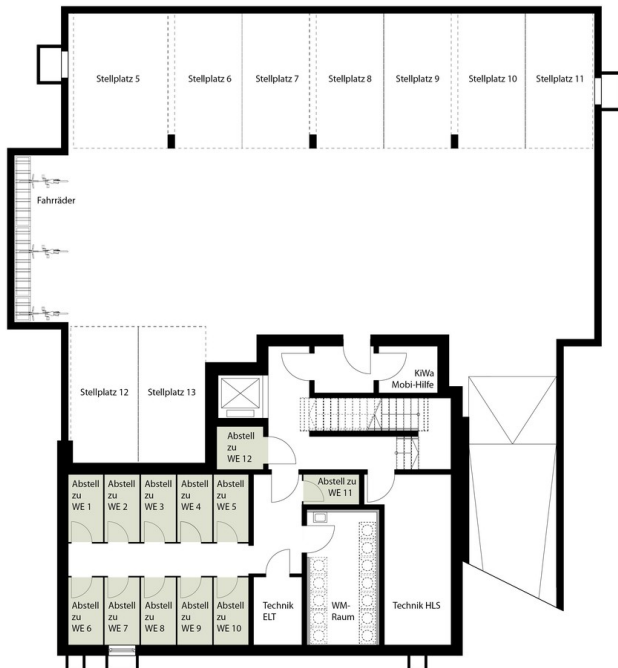 Stellplatz 5
Stellplatz 6
Stellplatz 7
Stellplatz 8
Stellplatz 9
Stellplatz 10
Stellplatz 11
Fahrräder
Stellplatz 12
Stellplatz 13
KiWa
Mobi-Hilfe
Abstell
zu
WE 12
Abstell zu
WE 11
Abstell
zu
WE 1
Abstell
zu
WE 2
Abstell
zu
WE 3
Abstell
zu
WE 4
Abstell
zu
WE 5
Abstell
zu
WE 6
Abstell
zu
WE 7
Abstell
zu
WE 8
Abstell
zu
WE 9
Abstell
zu
WE 10
Technik
ELT
WM-
Raum
Technik HLS